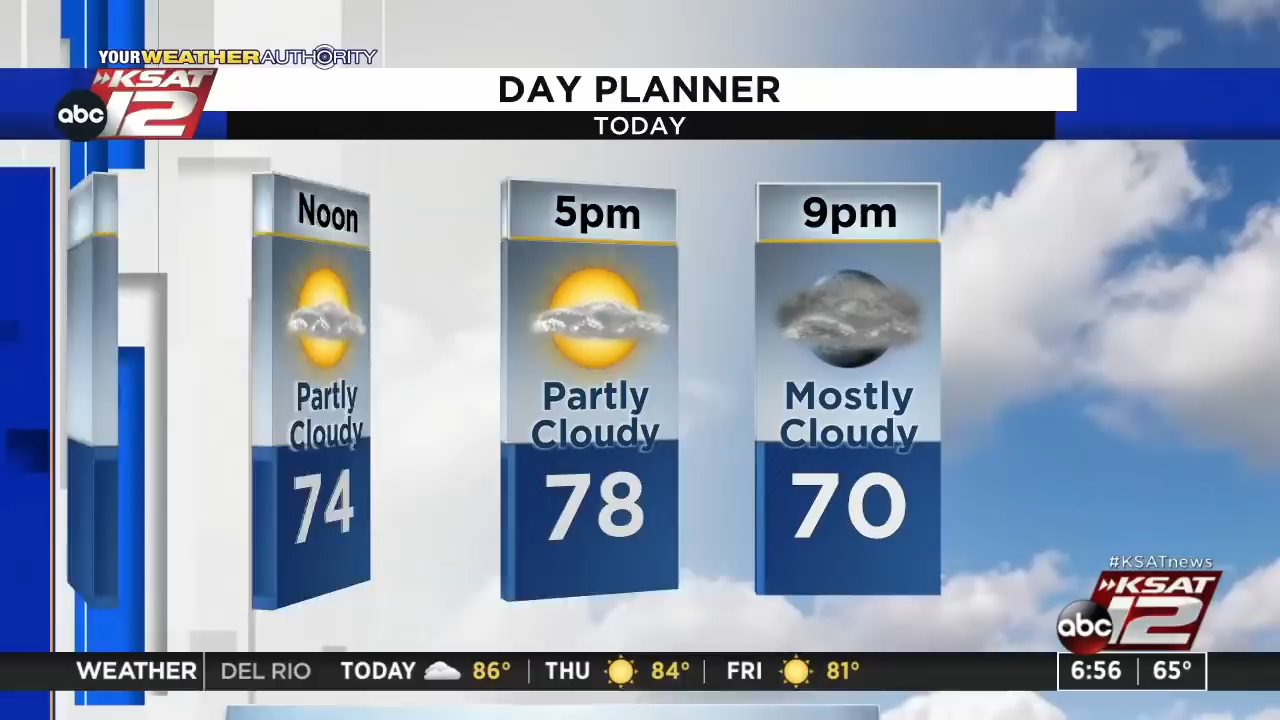 YOURWEATHERAUTHORITY
KSAT
abc 12
DAY PLANNER
TODAY
Noon
Partly
Cloudy
74
5pm
Partly
Cloudy
78
9pm
Mostly
Cloudy
70
#KSATnews
KSAT
abc 12
WEATHER DEL RIO TODAY 86° THU 84° FRI 81°
6:56 65°